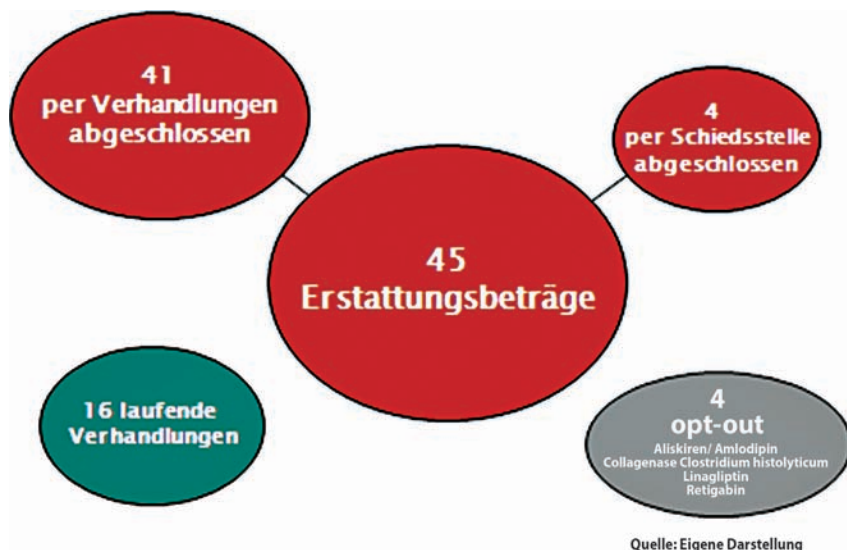 41
per Verhandlungen
abgeschlossen
4
per Schiedsstelle
abgeschlossen
45
Erstattungsbeträge
16 laufende
Verhandlungen
4
opt-out
Aliskiren/ Amlodipin
Collagenase Clostridium histolyticum
Linagliptin
Retigabin
Quelle: Eigene Darstellung